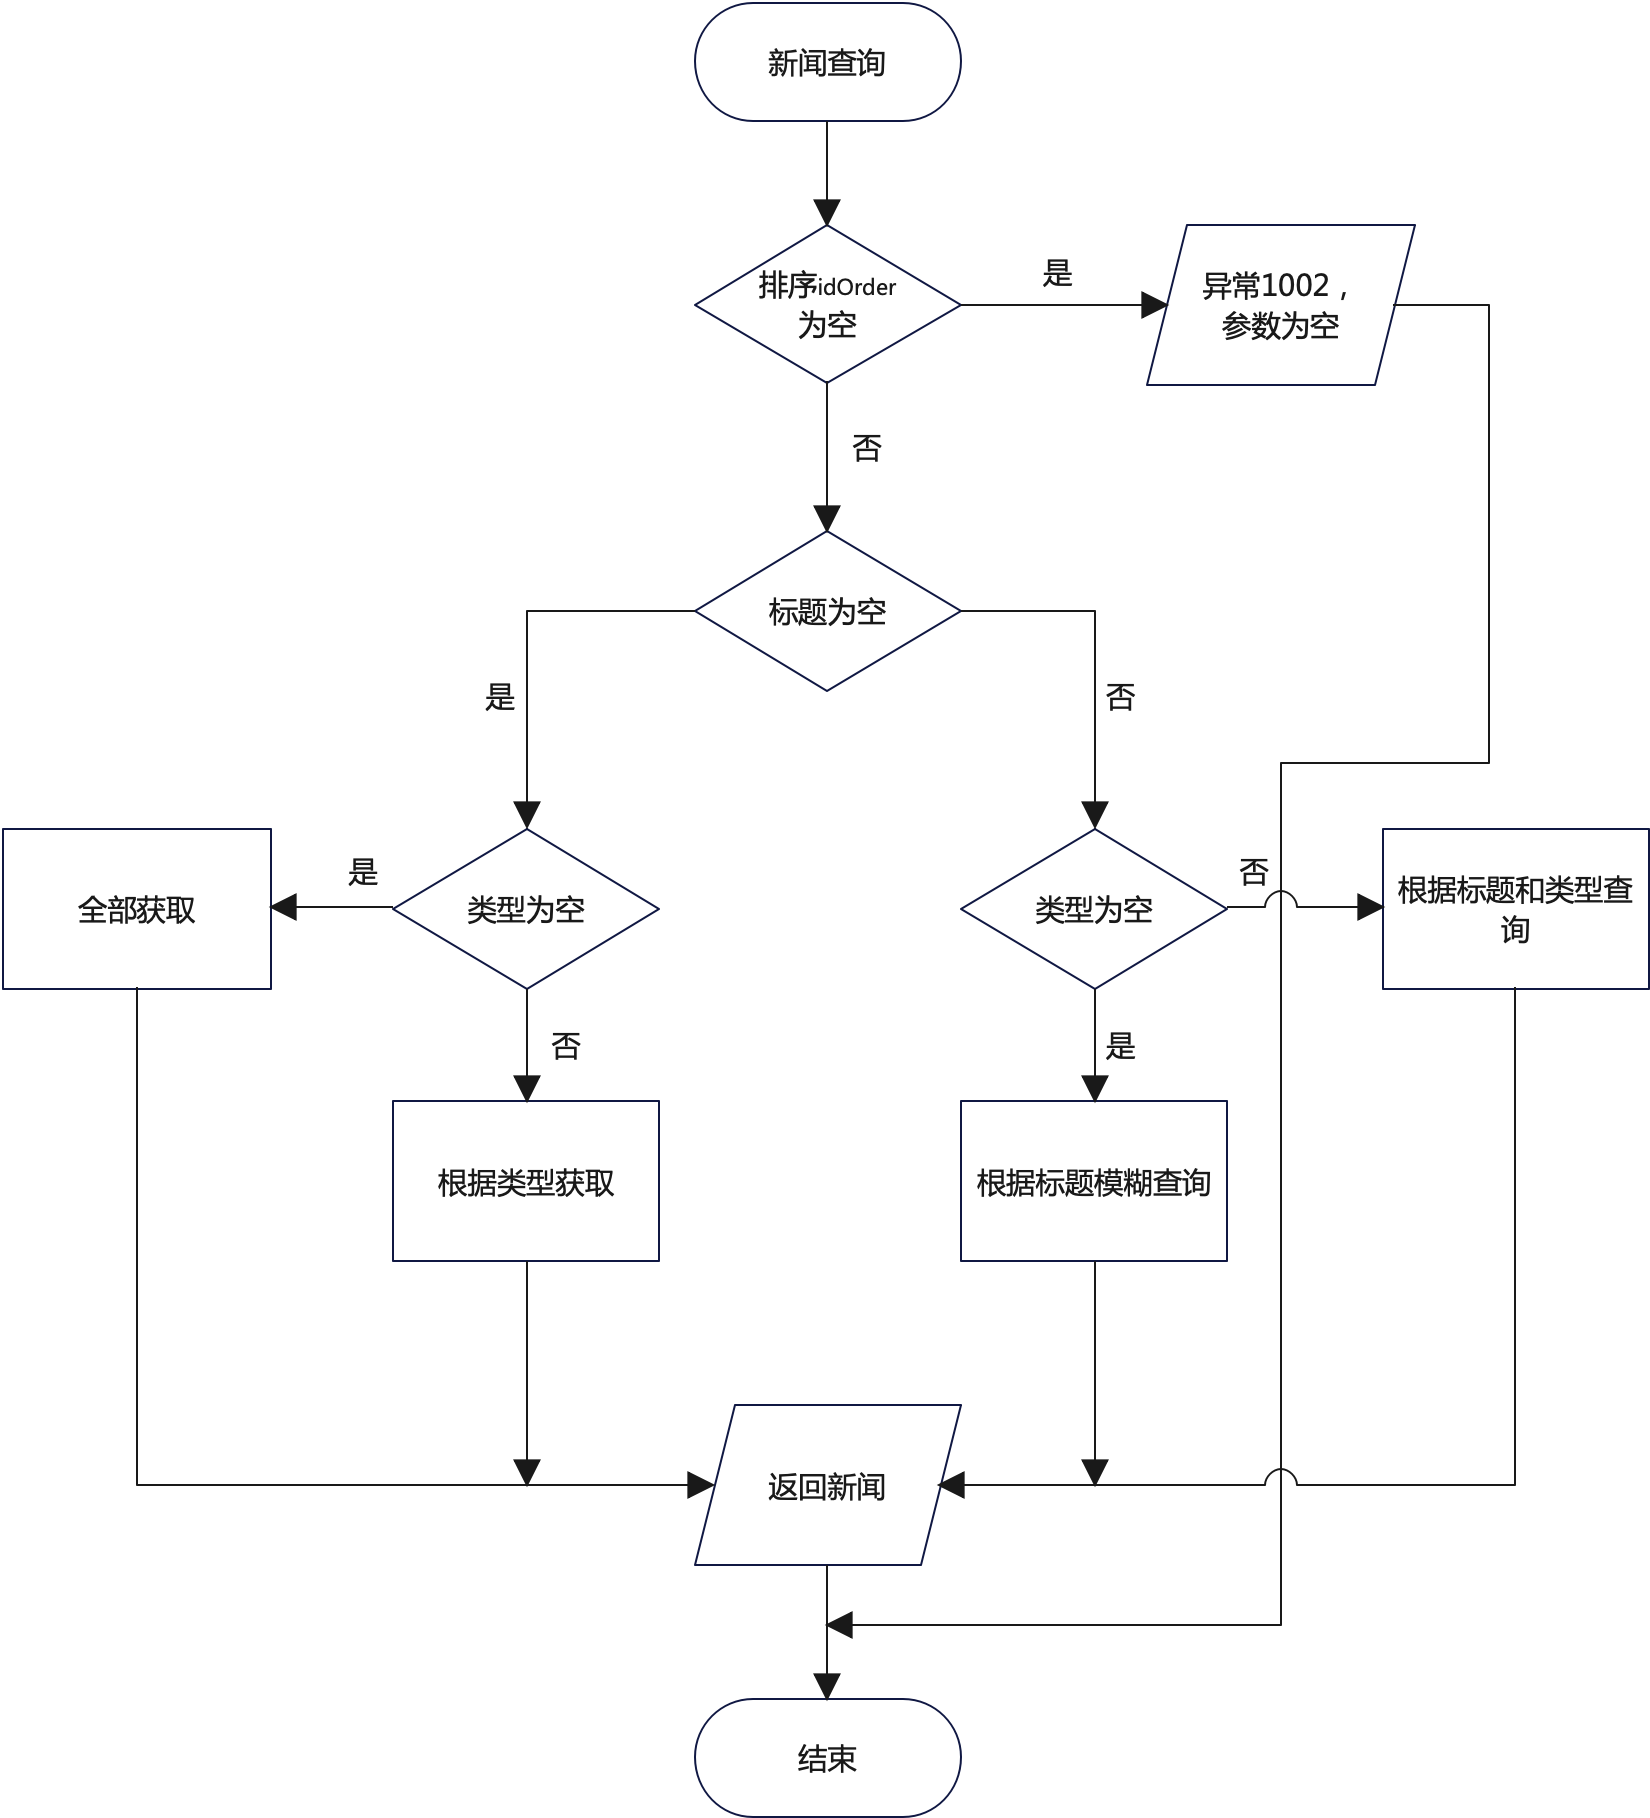 新闻查询
排序idOrder
为空
是
异常1002，
参数为空
否
标题为空
是
否
全部获取
是
类型为空
类型为空
否
根据标题和类型查
询
否
是
根据类型获取
根据标题模糊查询
返回新闻
结束